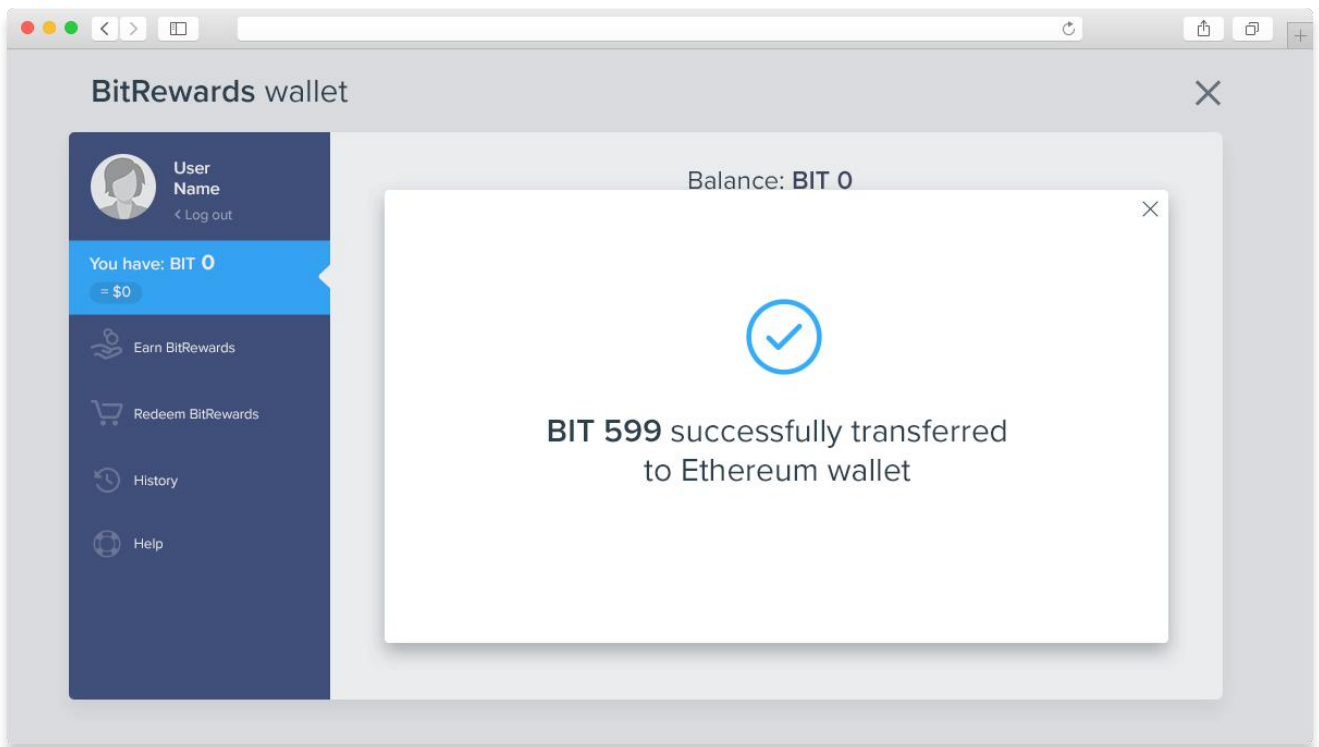 BitRewards wallet
User
Name
< Log out
You have: BIT 0
= $0
Earn BitRewards
Redeem BitRewards
History
Help
Balance: BIT 0
BIT 599 successfully transferred
to Ethereum wallet